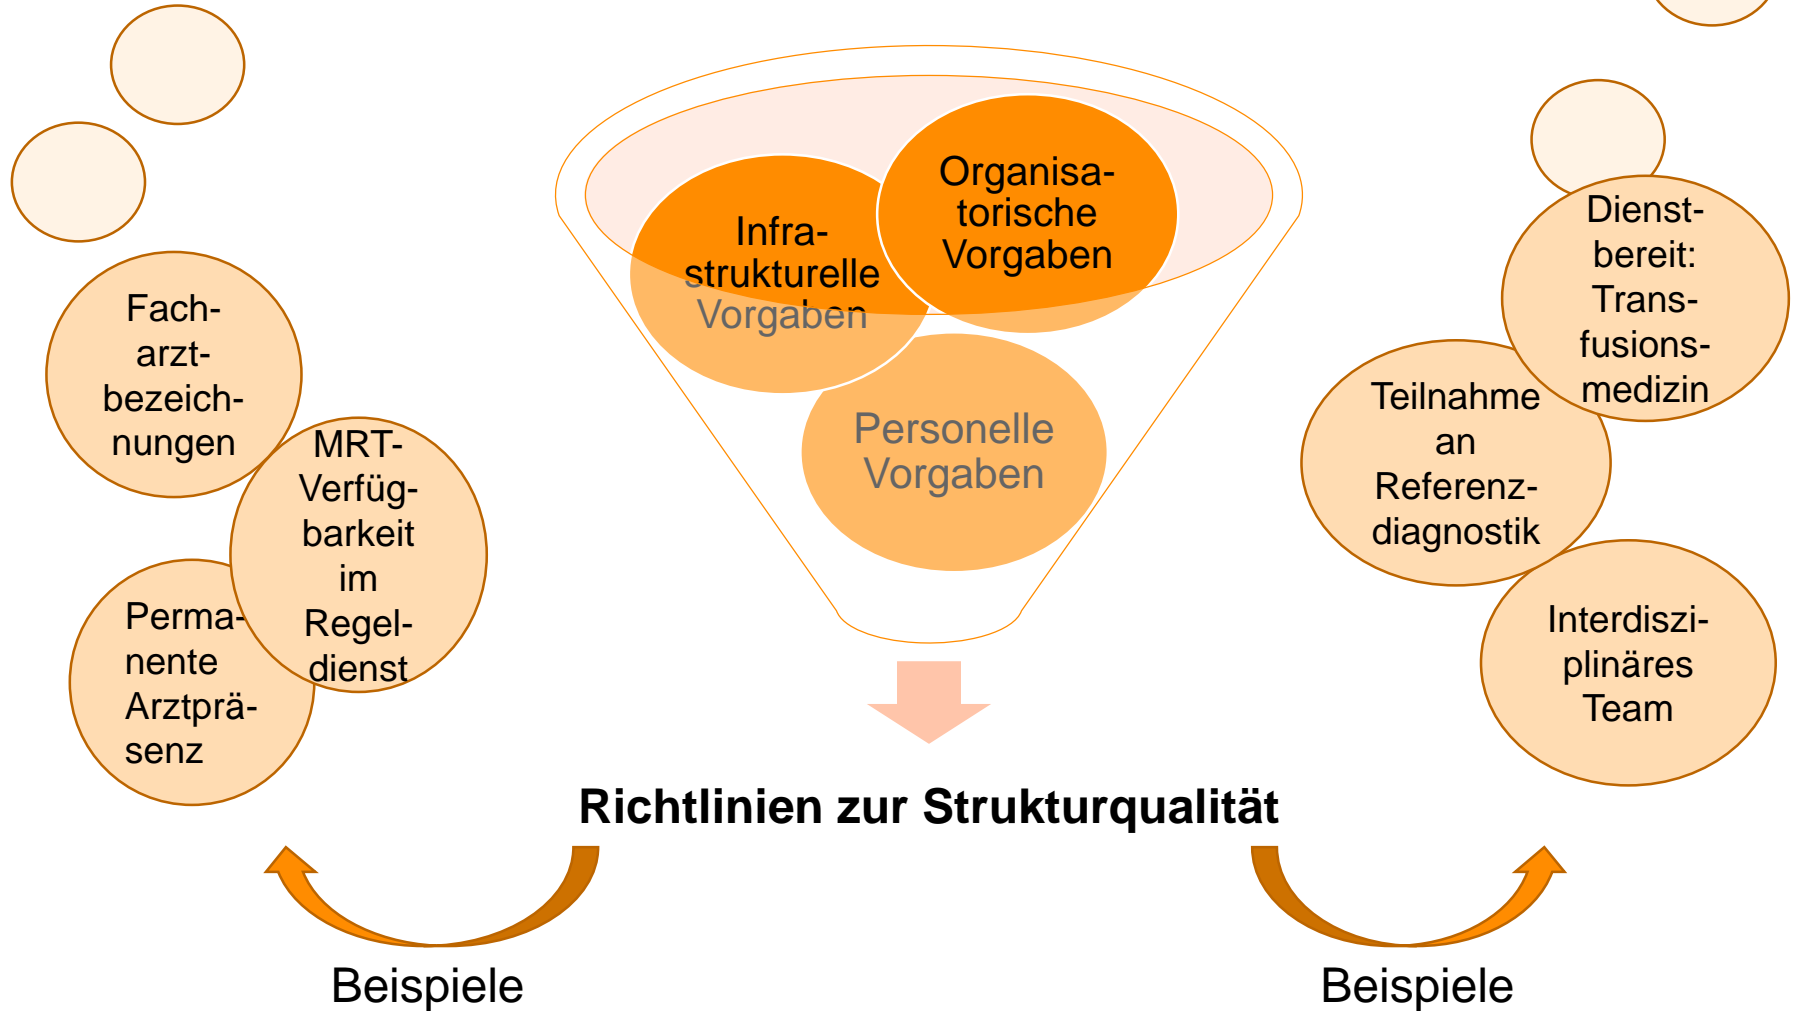 Organisa-
torische
Vorgaben
Infra-
strukturelle
Vorgaben
Personelle
Vorgaben
Fach-
arzt-
bezeich-
nungen
MRT-
Verfüg-
barkeit
im
Regel-
dienst
Perma-
nente
Arztprä-
senz
Dienst-
bereit:
Trans-
fusions-
medizin
Teilnahme
an
Referenz-
diagnostik
Interdiszi-
plinäres
Team
Richtlinien zur Strukturqualität
Beispiele
Beispiele